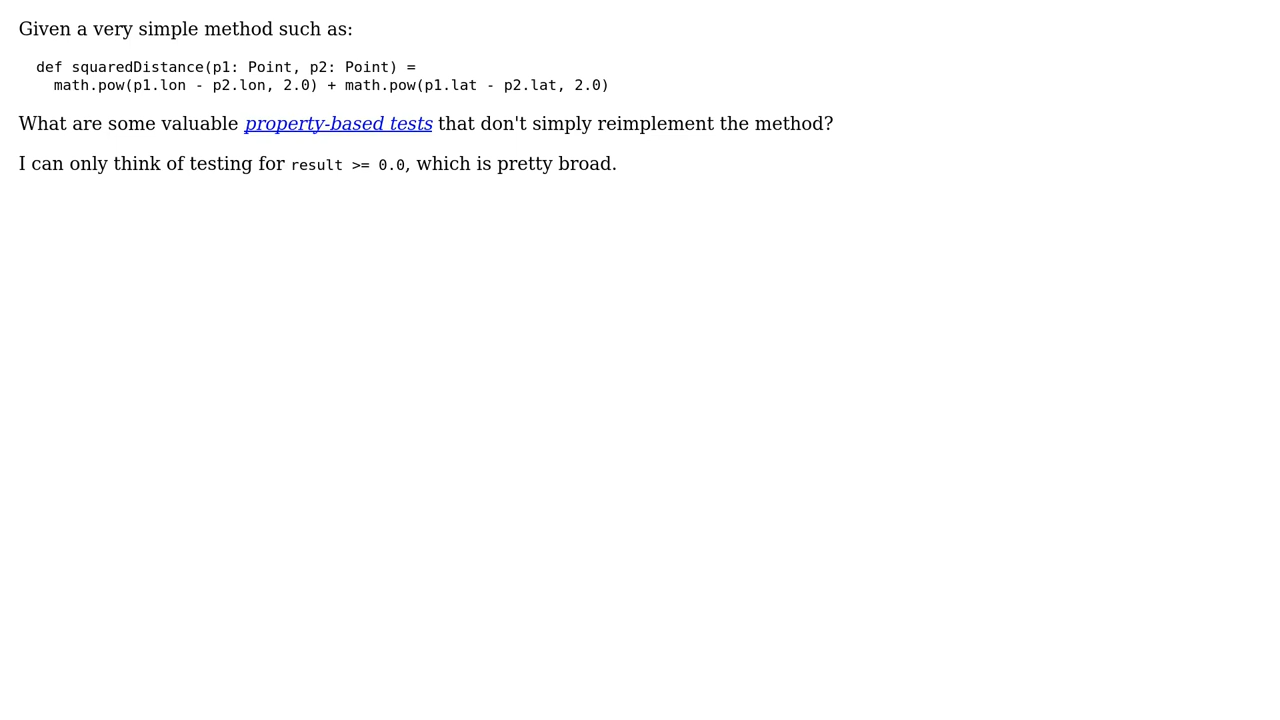 Given a very simple method such as:
def squaredDistance(p1: Point, p2: Point) =
  math.pow(p1.lon - p2.lon, 2.0) + math.pow(p1.lat - p2.lat, 2.0)
What are some valuable property-based tests that don't simply reimplement the method?
I can only think of testing for result >= 0.0, which is pretty broad.